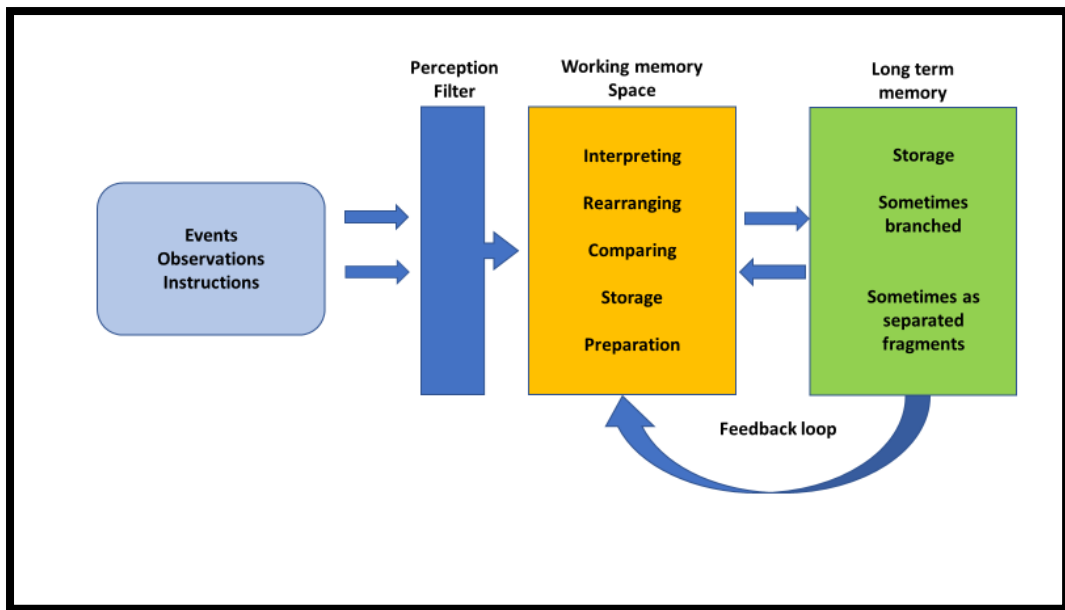 Events
Observations
Instructions
Perception
Filter
Working memory
Space
Interpreting
Rearranging
Comparing
Storage
Preparation
Long term
memory
Storage
Sometimes
branched
Sometimes as
separated
fragments
Feedback loop